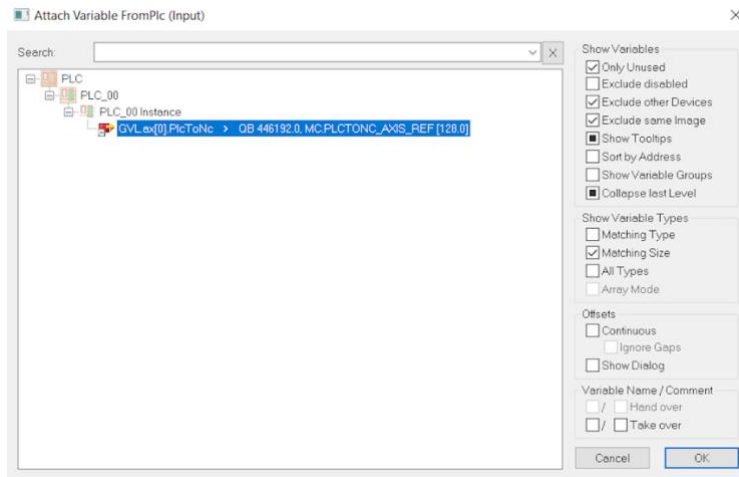 Attach Variable FromPlc (Input)
Search:
PLC
PLC_00
PLC_00 Instance
GVL.ax[0].PlcToNc > QB 446192.0, MC.PLCTONC_AXIS_REF [128.0]
Show Variables
Only Unused
Exclude disabled
Exclude other Devices
Exclude same Image
Show Tooltips
Sort by Address
Show Variable Groups
Collapse last Level
Show Variable Types
Matching Type
Matching Size
All Types
Array Mode
Offsets
Continuous
Ignore Gaps
Show Dialog
Variable Name / Comment
/ Hand over
/ Take over
Cancel OK